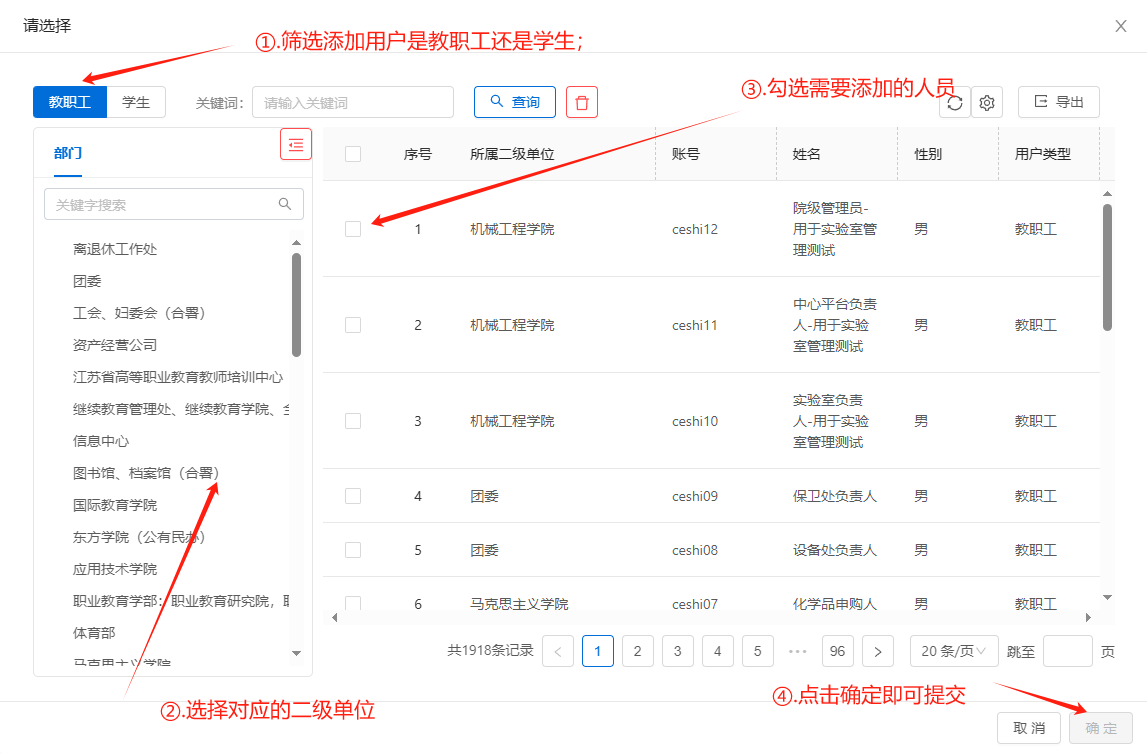 请选择
①.筛选添加用户是教职工还是学生;
教职工
学生
关键词:
请输入关键词
查询
③.勾选需要添加的人员
导出
部门
关键字搜索
离退休工作处
团委
工会、妇委会（合署）
资产经营公司
江苏省高等职业教育教师培训中心
继续教育管理处、继续教育学院、
信息中心
图书馆、档案馆（合署）
国际教育学院
东方学院（公有民办）
应用技术学院
职业教育学部：职业教育研究院，
体育部
马克思主义学院
序号 所属二级单位 账号 姓名 性别 用户类型
1 机械工程学院 ceshi12 院级管理员-
用于实验室管
理测试 男 教职工
2 机械工程学院 ceshi11 中心平台负责
人-用于实验
室管理测试 男 教职工
3 机械工程学院 ceshi10 实验室负责
人-用于实验
室管理测试 男 教职工
4 团委 ceshi09 保卫处负责人 男 教职工
5 团委 ceshi08 设备处负责人 男 教职工
6 马克思主义学院 ceshi07 化学品申购人 男 教职工
共1918条记录 < 1 2 3 4 5 ••• 96 > 20 条/页 跳至 页
②.选择对应的二级单位
④.点击确定即可提交
取 消
确 定